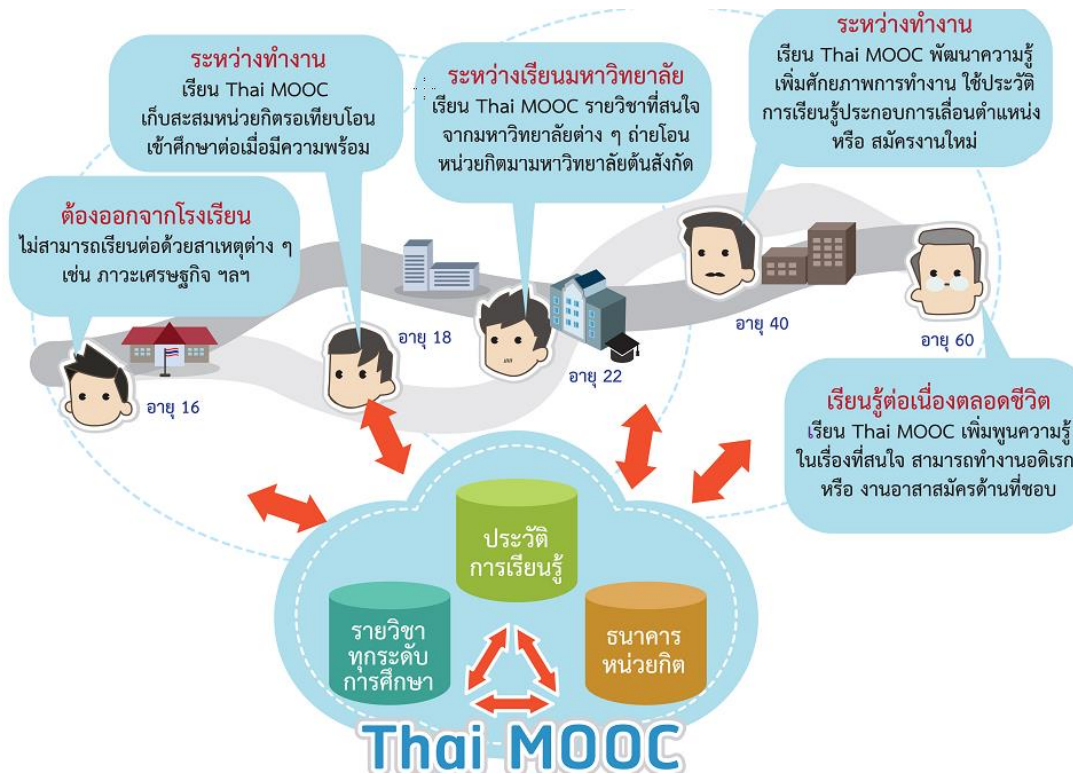 ระหว่างทำงาน
เรียน Thai MOOC
เก็บสะสมหน่วยกิตรอเทียบโอน
เข้าศึกษาต่อเมื่อมีความพร้อม
ระหว่างเรียนมหาวิทยาลัย
เรียน Thai MOOC รายวิชาที่สนใจ
จากมหาวิทยาลัยต่าง ๆ ถ่ายโอน
หน่วยกิตมามหาวิทยาลัยต้นสังกัด
ระหว่างทำงาน
เรียน Thai MOOC พัฒนาความรู้
เพิ่มศักยภาพการทำงาน ใช้ประวัติ
การเรียนรู้ประกอบการเลื่อนตำแหน่ง
หรือ สมัครงานใหม่
ต้องออกจากโรงเรียน
ไม่สามารถเรียนต่อด้วยสาเหตุต่าง ๆ
เช่น ภาวะเศรษฐกิจ ฯลฯ
อายุ 16
อายุ 18
อายุ 22
อายุ 40
อายุ 60
เรียนรู้ต่อเนื่องตลอดชีวิต
เรียน Thai MOOC เพิ่มพูนความรู้
ในเรื่องที่สนใจ สามารถทำงานอดิเรก
หรือ งานอาสาสมัครด้านที่ชอบ
ประวัติ
การเรียนรู้
รายวิชา
ทุกระดับ
การศึกษา
ธนาคาร
หน่วยกิต
Thai MOOC